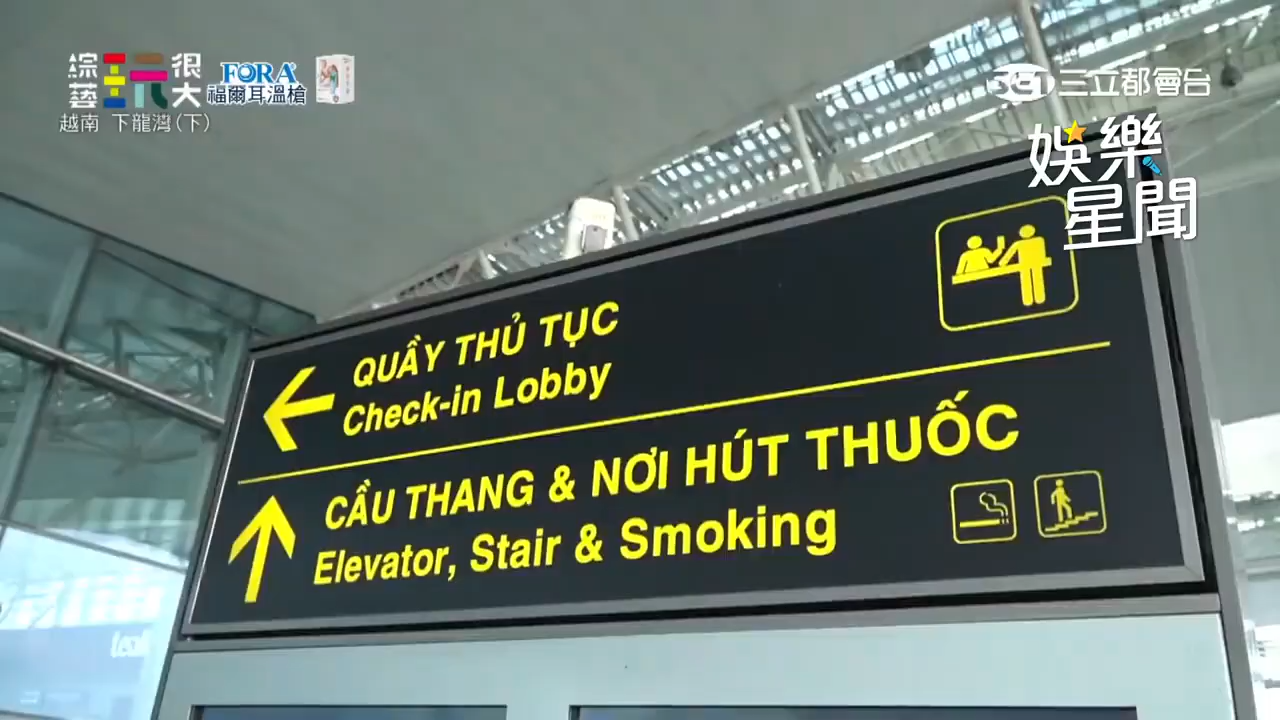 綜藝玩很大
FORA
福爾耳溫槍
越南 下龍灣(下)
三立都會台
娛樂
星聞
QUẦY THỦ TỤC
Check-in Lobby
CẦU THANG & NƠI HÚT THUỐC
Elevator, Stair & Smoking